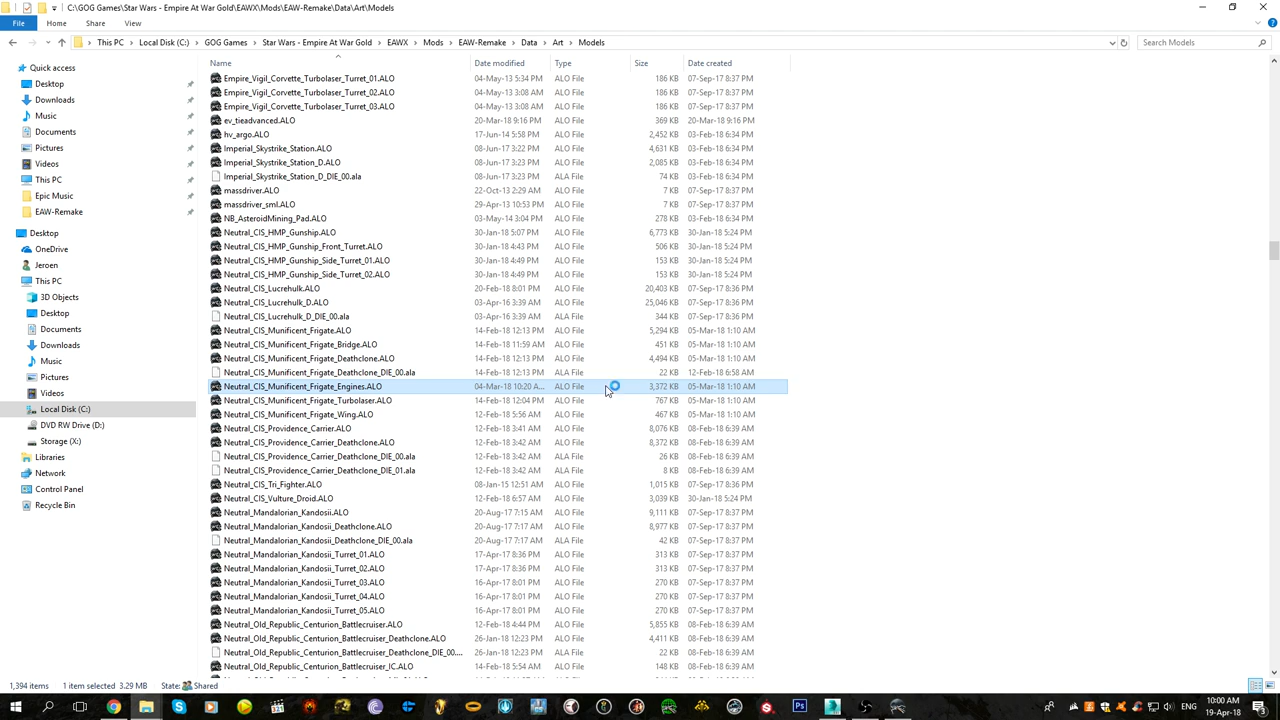 C:\GOG Games\Star Wars - Empire At War Gold\EAWX\Mods\EAW-Remake\Data\Art\Models
File Home Share View
This PC Local Disk (C:) GOG Games Star Wars - Empire At War Gold EAWX Mods EAW-Remake Data Art Models Search Models
Quick access
Desktop
Downloads
Music
Documents
Pictures
Videos
This PC
Epic Music
EAW-Remake
Desktop
OneDrive
Jeroen
This PC
3D Objects
Desktop
Documents
Downloads
Music
Pictures
Videos
Local Disk (C:)
DVD RW Drive (D:)
Storage (X:)
Libraries
Network
Control Panel
Recycle Bin
Name Date modified Type Size Date created
Empire_Vigil_Corvette_Turbolaser_Turret_01.ALO 04-May-13 5:34 PM ALO File 186 KB 07-Sep-17 8:37 PM
Empire_Vigil_Corvette_Turbolaser_Turret_02.ALO 04-May-13 3:08 AM ALO File 186 KB 07-Sep-17 8:37 PM
Empire_Vigil_Corvette_Turbolaser_Turret_03.ALO 04-May-13 3:08 AM ALO File 186 KB 07-Sep-17 8:37 PM
ev_tieadvanced.ALO 20-Mar-18 9:16 PM ALO File 369 KB 20-Mar-18 9:16 PM
hv_argo.ALO 17-Jun-14 5:58 PM ALO File 2,452 KB 03-Feb-18 6:34 PM
Imperial_Skystrike_Station.ALO 08-Jun-17 3:22 PM ALO File 4,631 KB 03-Feb-18 6:34 PM
Imperial_Skystrike_Station_D.ALO 08-Jun-17 3:23 PM ALO File 2,085 KB 03-Feb-18 6:34 PM
Imperial_Skystrike_Station_D_DIE_00.ala 08-Jun-17 3:23 PM ALA File 74 KB 03-Feb-18 6:34 PM
massdriver.ALO 22-Oct-13 2:29 AM ALO File 7 KB 07-Sep-17 8:37 PM
massdriver_sml.ALO 29-Apr-13 10:53 PM ALO File 7 KB 07-Sep-17 8:37 PM
NB_AsteroidMining_Pad.ALO 03-May-14 3:04 PM ALO File 278 KB 03-Feb-18 6:34 PM
Neutral_CIS_HMP_Gunship.ALO 30-Jan-18 5:07 PM ALO File 6,773 KB 30-Jan-18 5:24 PM
Neutral_CIS_HMP_Gunship_Front_Turret.ALO 30-Jan-18 4:43 PM ALO File 506 KB 30-Jan-18 5:24 PM
Neutral_CIS_HMP_Gunship_Side_Turret_01.ALO 30-Jan-18 4:49 PM ALO File 153 KB 30-Jan-18 5:24 PM
Neutral_CIS_HMP_Gunship_Side_Turret_02.ALO 30-Jan-18 4:49 PM ALO File 153 KB 30-Jan-18 5:24 PM
Neutral_CIS_Lucrehulk.ALO 20-Feb-18 8:01 PM ALO File 20,403 KB 07-Sep-17 8:36 PM
Neutral_CIS_Lucrehulk_D.ALO 03-Apr-16 3:39 AM ALO File 25,046 KB 07-Sep-17 8:36 PM
Neutral_CIS_Lucrehulk_D_DIE_00.ala 03-Apr-16 3:39 AM ALA File 344 KB 07-Sep-17 8:36 PM
Neutral_CIS_Munificent_Frigate.ALO 14-Feb-18 12:13 PM ALO File 5,294 KB 05-Mar-18 1:10 AM
Neutral_CIS_Munificent_Frigate_Bridge.ALO 14-Feb-18 11:59 AM ALO File 451 KB 05-Mar-18 1:10 AM
Neutral_CIS_Munificent_Frigate_Deathclone.ALO 14-Feb-18 12:13 PM ALO File 4,494 KB 05-Mar-18 1:10 AM
Neutral_CIS_Munificent_Frigate_Deathclone_DIE_00.ala 14-Feb-18 12:13 PM ALA File 22 KB 12-Feb-18 6:58 AM
Neutral_CIS_Munificent_Frigate_Engines.ALO 04-Mar-18 10:20 A... ALO File 3,372 KB 05-Mar-18 1:10 AM
Neutral_CIS_Munificent_Frigate_Turbolaser.ALO 14-Feb-18 12:04 PM ALO File 767 KB 05-Mar-18 1:10 AM
Neutral_CIS_Munificent_Frigate_Wing.ALO 12-Feb-18 5:56 AM ALO File 467 KB 05-Mar-18 1:10 AM
Neutral_CIS_Providence_Carrier.ALO 12-Feb-18 3:41 AM ALO File 8,076 KB 08-Feb-18 6:39 AM
Neutral_CIS_Providence_Carrier_Deathclone.ALO 12-Feb-18 3:42 AM ALO File 8,372 KB 08-Feb-18 6:39 AM
Neutral_CIS_Providence_Carrier_Deathclone_DIE_00.ala 12-Feb-18 3:42 AM ALA File 26 KB 08-Feb-18 6:39 AM
Neutral_CIS_Providence_Carrier_Deathclone_DIE_01.ala 12-Feb-18 3:42 AM ALA File 8 KB 08-Feb-18 6:39 AM
Neutral_CIS_Tri_Fighter.ALO 08-Jan-15 12:51 AM ALO File 1,015 KB 07-Sep-17 8:36 PM
Neutral_CIS_Vulture_Droid.ALO 12-Feb-18 6:57 AM ALO File 3,039 KB 30-Jan-18 5:24 PM
Neutral_Mandalorian_Kandosii.ALO 20-Aug-17 7:15 AM ALO File 9,111 KB 07-Sep-17 8:37 PM
Neutral_Mandalorian_Kandosii_Deathclone.ALO 20-Aug-17 7:17 AM ALO File 8,977 KB 07-Sep-17 8:37 PM
Neutral_Mandalorian_Kandosii_Deathclone_DIE_00.ala 20-Aug-17 7:17 AM ALA File 42 KB 07-Sep-17 8:37 PM
Neutral_Mandalorian_Kandosii_Turret_01.ALO 17-Apr-17 8:36 PM ALO File 313 KB 07-Sep-17 8:37 PM
Neutral_Mandalorian_Kandosii_Turret_02.ALO 16-Apr-17 8:01 PM ALO File 313 KB 07-Sep-17 8:37 PM
Neutral_Mandalorian_Kandosii_Turret_03.ALO 16-Apr-17 8:01 PM ALO File 270 KB 07-Sep-17 8:37 PM
Neutral_Mandalorian_Kandosii_Turret_04.ALO 16-Apr-17 8:01 PM ALO File 270 KB 07-Sep-17 8:37 PM
Neutral_Mandalorian_Kandosii_Turret_05.ALO 16-Apr-17 8:01 PM ALO File 270 KB 07-Sep-17 8:37 PM
Neutral_Old_Republic_Centurion_Battlecruiser.ALO 12-Feb-18 4:44 PM ALO File 5,855 KB 08-Feb-18 6:39 AM
Neutral_Old_Republic_Centurion_Battlecruiser_Deathclone.ALO 26-Jan-18 12:23 PM ALO File 4,411 KB 08-Feb-18 6:39 AM
Neutral_Old_Republic_Centurion_Battlecruiser_Deathclone_DIE_00.... 26-Jan-18 12:23 PM ALA File 22 KB 08-Feb-18 6:39 AM
Neutral_Old_Republic_Centurion_Battlecruiser_IC.ALO 14-Feb-18 5:54 PM ALO File 148 KB 08-Feb-18 6:39 AM
1,394 items 1 item selected 3.29 MB State: Shared
ENG 10:00 AM
19-Apr-18